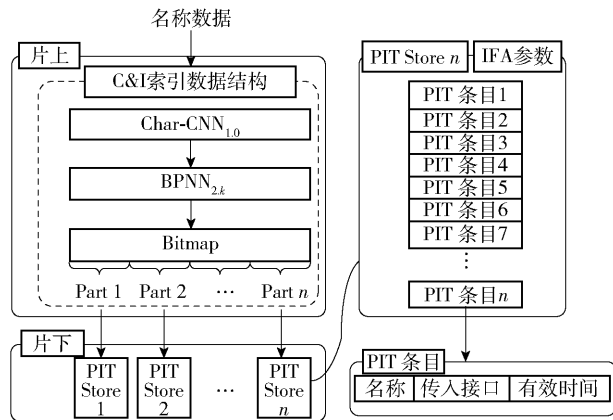 名称数据
片上
C&I索引数据结构
Char-CNN1.0
BPNN2.k
Bitmap
Part 1 Part 2 … Part n
片下
PIT Store 1
PIT Store 2
…
PIT Store n
PIT Store n
IFA参数
PIT 条目1
PIT 条目2
PIT 条目3
PIT 条目4
PIT 条目5
PIT 条目6
PIT 条目7
⋮
PIT 条目n
PIT 条目
名称 传入接口 有效时间